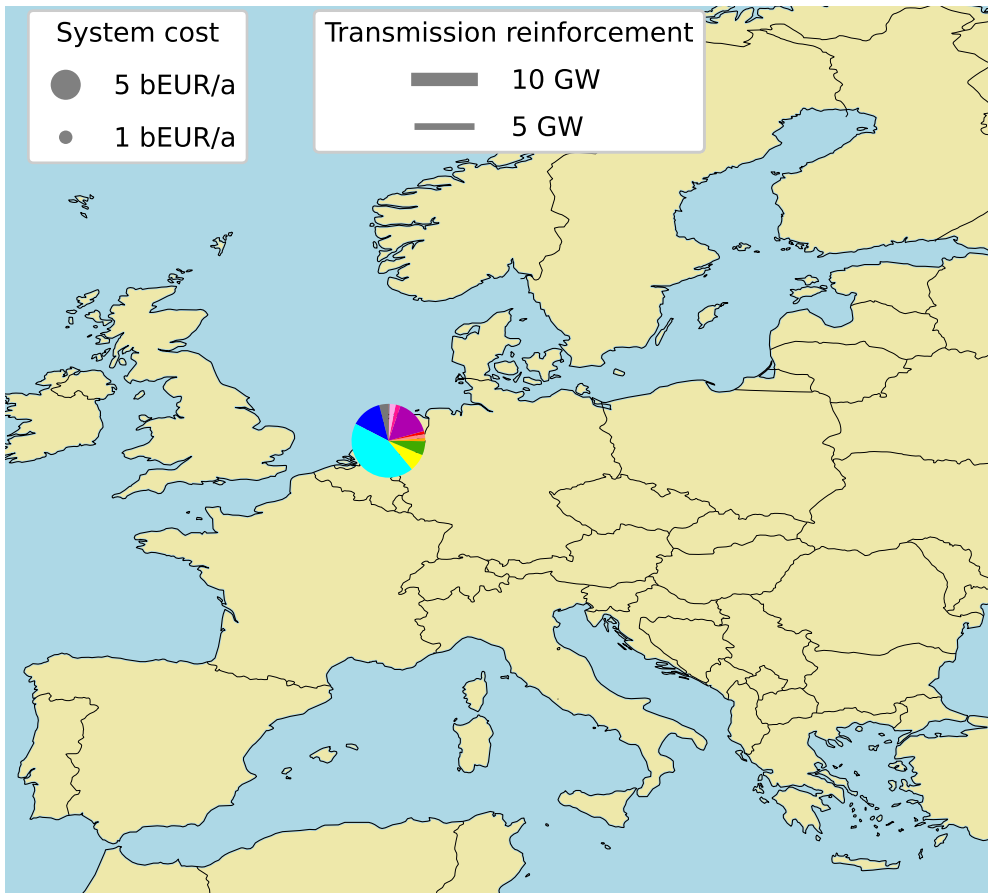 System cost
5 bEUR/a
1 bEUR/a
Transmission reinforcement
10 GW
5 GW